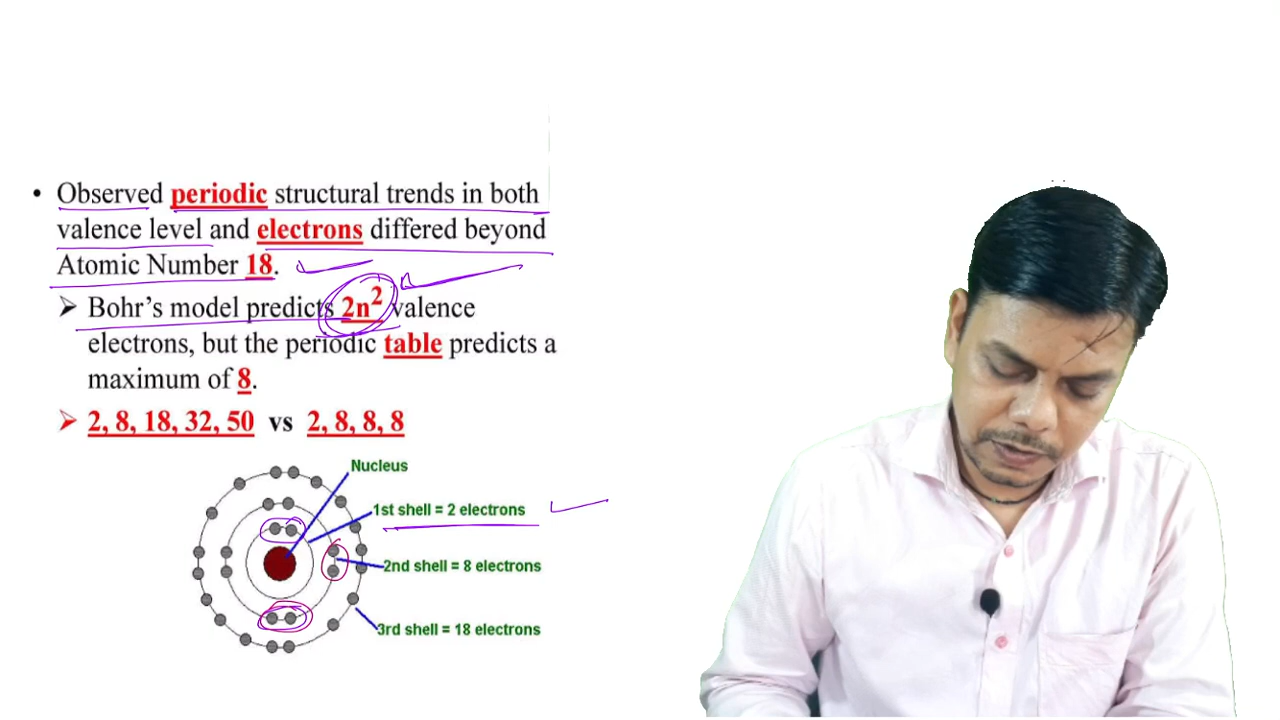 • Observed periodic structural trends in both
valence level and electrons differed beyond
Atomic Number 18.
➢ Bohr’s model predicts 2n² valence
electrons, but the periodic table predicts a
maximum of 8.
➢ 2, 8, 18, 32, 50 vs 2, 8, 8, 8
Nucleus
1st shell = 2 electrons
2nd shell = 8 electrons
3rd shell = 18 electrons